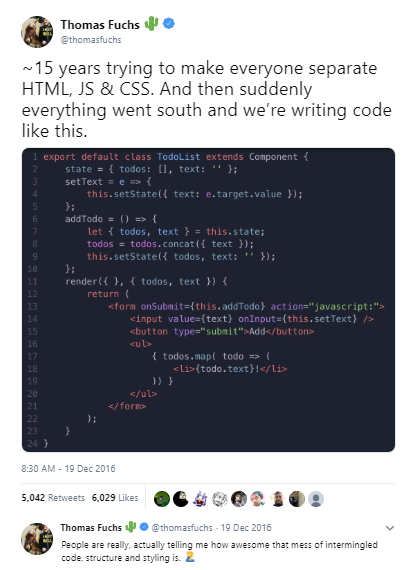 Thomas Fuchs 🌵
@thomasfuchs
~15 years trying to make everyone separate
HTML, JS & CSS. And then suddenly
everything went south and we’re writing code
like this.
1 export default class TodoList extends Component {
2     state = { todos: [], text: '' };
3     setText = e => {
4         this.setState({ text: e.target.value });
5     };
6     addTodo = () => {
7         let { todos, text } = this.state;
8         todos = todos.concat({ text });
9         this.setState({ todos, text: '' });
10     };
11     render({ }, { todos, text }) {
12         return (
13             <form onSubmit={this.addTodo} action="javascript:">
14                 <input value={text} onInput={this.setText} />
15                 <button type="submit">Add</button>
16                 <ul>
17                     { todos.map( todo => (
18                         <li>{todo.text}!</li>
19                     )) }
20                 </ul>
21             </form>
22         );
23     }
24 }
8:30 AM - 19 Dec 2016
5,042 Retweets 6,029 Likes
Thomas Fuchs 🌵 @thomasfuchs · 19 Dec 2016
People are really, actually telling me how awesome that mess of intermingled
code, structure and styling is. 🤦